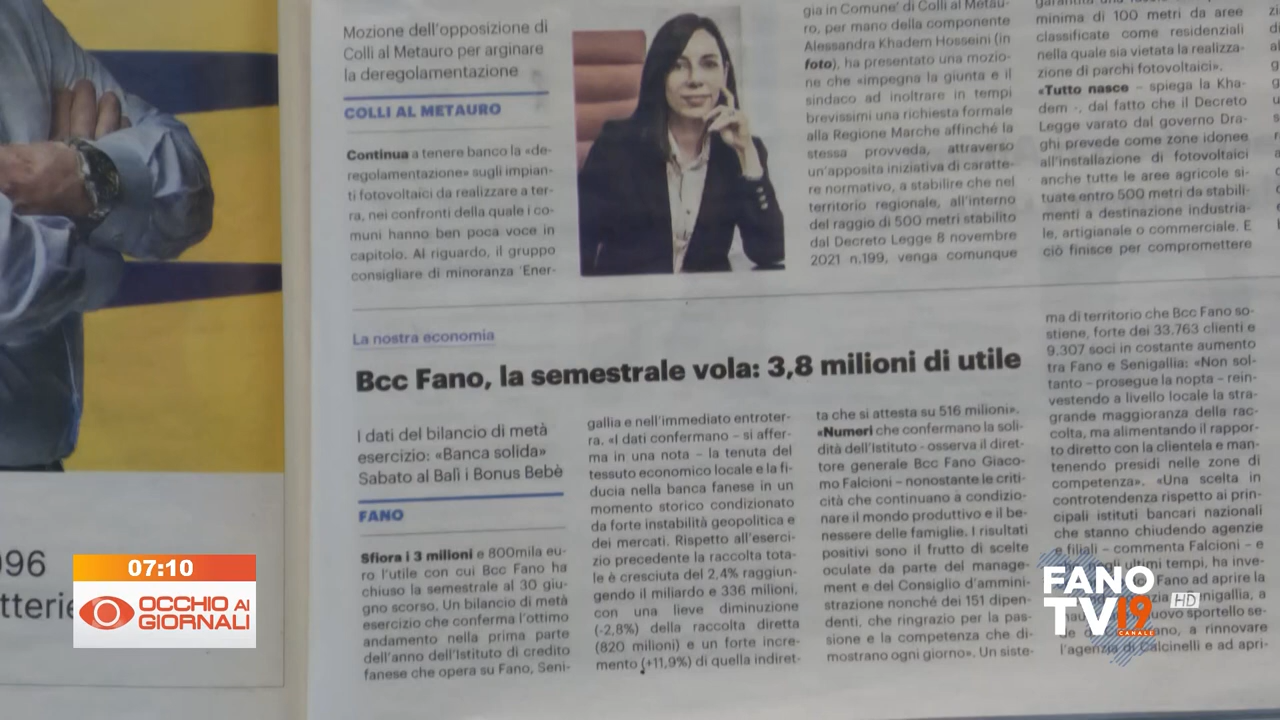 Mozione dell'opposizione di
Colli al Metauro per arginare
la deregolamentazione
COLLI AL METAURO
Continua a tenere banco la «de-
regolamentazione» sugli impian-
ti fotovoltaici da realizzare a ter-
ra, nei confronti della quale i co-
muni hanno ben poca voce in
capitolo. Al riguardo, il gruppo
consigliare di minoranza 'Ener-
gia in Comune' di Colli al Metau-
ro, per mano della componente
Alessandra Khadem Hosseini (in
foto), ha presentato una mozio-
ne che «impegna la giunta e il
sindaco ad inoltrare in tempi
brevissimi una richiesta formale
alla Regione Marche affinché la
stessa provveda, attraverso
un'apposita iniziativa di caratte-
re normativo, a stabilire che nel
territorio regionale, all'interno
del raggio di 500 metri stabilito
dal Decreto Legge 8 novembre
2021 n.199, venga comunque
minima di 100 metri da aree
classificate come residenziali
nella quale sia vietata la realizza-
zione di parchi fotovoltaici».
«Tutto nasce – spiega la Kha-
dem -, dal fatto che il Decreto
Legge varato dal governo Dra-
ghi prevede come zone idonee
all'installazione di fotovoltaici
anche tutte le aree agricole si-
tuate entro 500 metri da stabili-
menti a destinazione industria-
le, artigianale o commerciale. E
ciò finisce per compromettere
La nostra economia
Bcc Fano, la semestrale vola: 3,8 milioni di utile
I dati del bilancio di metà
esercizio: «Banca solida»
Sabato al Balì i Bonus Bebè
FANO
Sfiora i 3 milioni e 800mila eu-
ro l'utile con cui Bcc Fano ha
chiuso la semestrale al 30 giu-
gno scorso. Un bilancio di metà
esercizio che conferma l'ottimo
andamento nella prima parte
dell'anno dell'Istituto di credito
fanese che opera su Fano, Seni-
gallia e nell'immediato entroter-
ra. «I dati confermano – si affer-
ma in una nota – la tenuta del
tessuto economico locale e la fi-
ducia nella banca fanese in un
momento storico condizionato
da forte instabilità geopolitica e
dei mercati. Rispetto all'eserci-
zio precedente la raccolta tota-
le è cresciuta del 2,4% raggiun-
gendo il miliardo e 336 milioni,
con una lieve diminuzione
(-2,8%) della raccolta diretta
(820 milioni) e un forte incre-
mento (+11,9%) di quella indiret-
ta che si attesta su 516 milioni».
«Numeri che confermano la soli-
dità dell'Istituto - osserva il diret-
tore generale Bcc Fano Giaco-
mo Falcioni - nonostante le criti-
cità che continuano a condizio-
nare il mondo produttivo e il be-
nessere delle famiglie. I risultati
positivi sono il frutto di scelte
oculate da parte del manage-
ment e del Consiglio d'ammini-
strazione nonché dei 151 dipen-
denti, che ringrazio per la pas-
sione e la competenza che di-
mostrano ogni giorno». Un siste-
ma di territorio che Bcc Fano so-
stiene, forte dei 33.763 clienti e
9.307 soci in costante aumento
tra Fano e Senigallia: «Non sol-
tanto – prosegue la nopta – rein-
vestendo a livello locale la stra-
grande maggioranza della rac-
colta, ma alimentando il rappor-
to diretto con la clientela e man-
tenendo presidi nelle zone di
competenza». «Una scelta in
controtendenza rispetto ai prin-
cipali istituti bancari nazionali
che stanno chiudendo agenzie
e filiali – commenta Falcioni – e
ultimi tempi, ha inve-
Fano ad aprire la
nigallia, a
uovo sportello se-
ano, a rinnovare
l'agenzia di Calcinelli e ad apri-
96
tterie
07:10
OCCHIO AI
GIORNALI
FANO
TV19
CANALE
HD